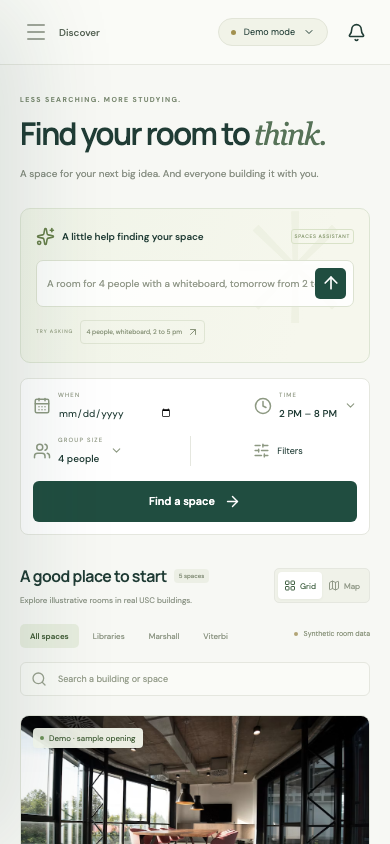 Discover
Demo mode
LESS SEARCHING. MORE STUDYING.
Find your room to think.
A space for your next big idea. And everyone building it with you.
A little help finding your space
SPACES ASSISTANT
A room for 4 people with a whiteboard, tomorrow from 2 t
TRY ASKING
4 people, whiteboard, 2 to 5 pm
WHEN
mm/dd/yyyy
TIME
2 PM – 8 PM
GROUP SIZE
4 people
Filters
Find a space
A good place to start
5 spaces
Explore illustrative rooms in real USC buildings.
Grid
Map
All spaces
Libraries
Marshall
Viterbi
Synthetic room data
Search a building or space
Demo · sample opening